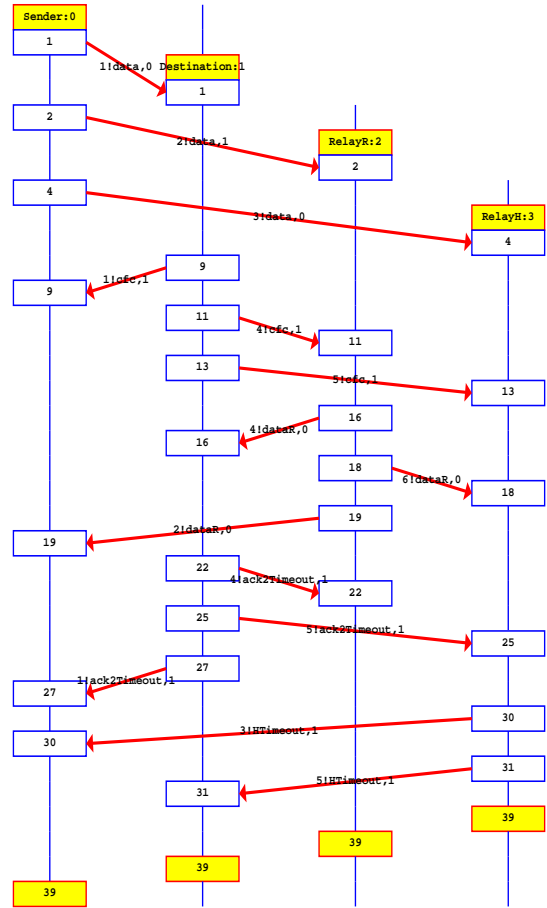 Sender:0
1
1!data,0
Destination:1
1
2
2!data,1
RelayR:2
2
4
3!data,0
RelayH:3
4
9
1!cfc,1
9
11
4!cfc,1
11
13
5!cfc,1
13
16
4!dataR,0
16
18
6!dataR,0
18
19
2!dataR,0
19
22
4!ack2Timeout,1
22
25
5!ack2Timeout,1
25
27
1!ack2Timeout,1
27
30
3!HTimeout,1
30
31
5!HTimeout,1
31
39
39
39
39